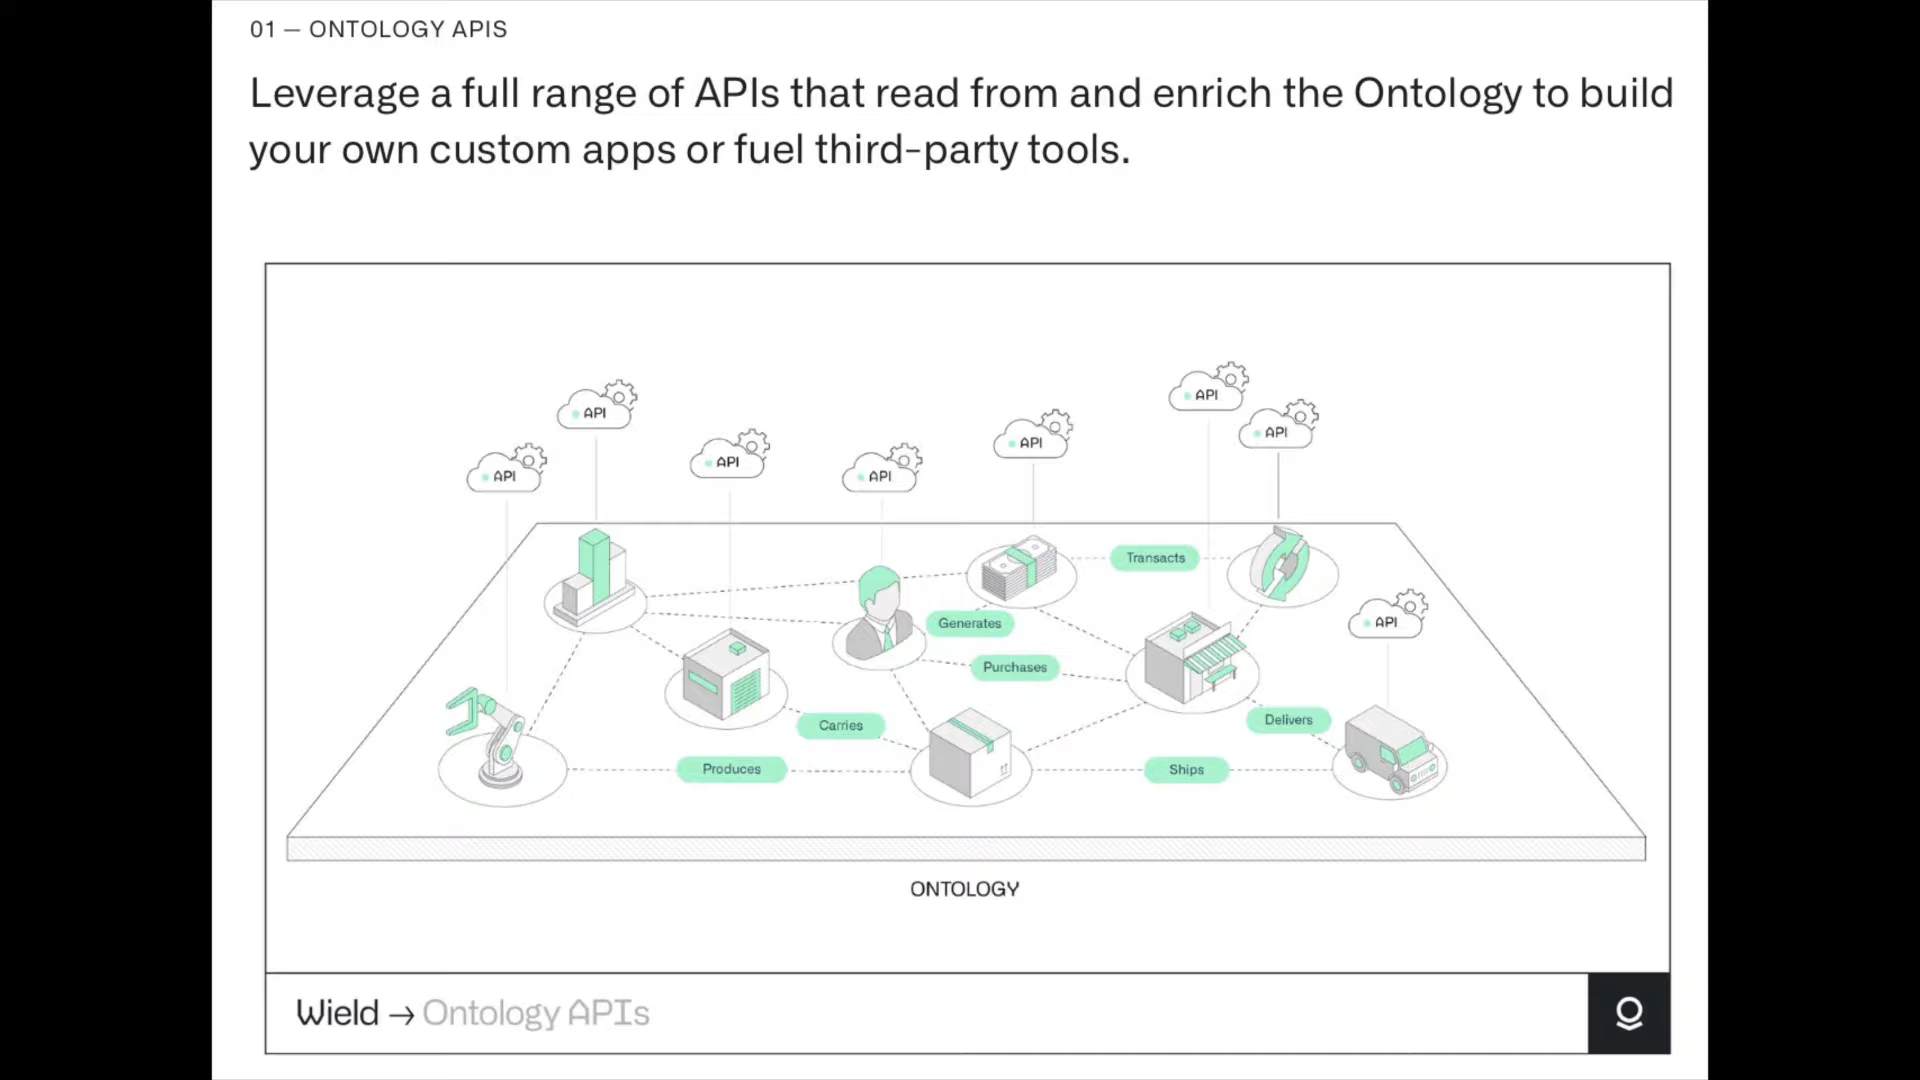 01 — ONTOLOGY APIS
Leverage a full range of APIs that read from and enrich the Ontology to build
your own custom apps or fuel third-party tools.
API
API
API
API
API
API
API
API
Transacts
Generates
Purchases
Carries
Delivers
Produces
Ships
ONTOLOGY
Wield → Ontology APIs